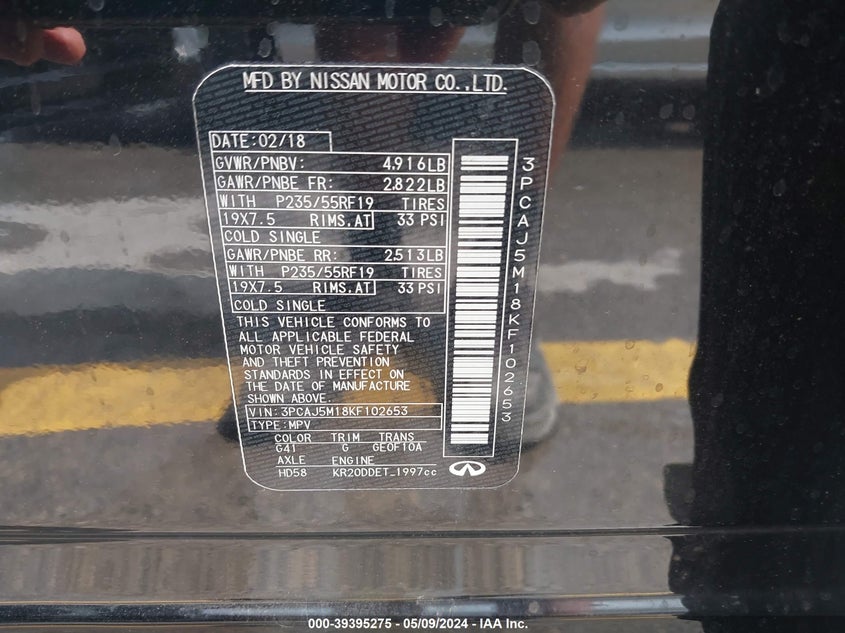 MFD BY NISSAN MOTOR CO.,LTD.
DATE:02/18
GVWR/PNBV: 4,916LB
GAWR/PNBE FR: 2,822LB
WITH P235/55RF19 TIRES
19X7.5 RIMS.AT 33 PSI
COLD SINGLE
GAWR/PNBE RR: 2,513LB
WITH P235/55RF19 TIRES
19X7.5 RIMS.AT 33 PSI
COLD SINGLE
THIS VEHICLE CONFORMS TO
ALL APPLICABLE FEDERAL
MOTOR VEHICLE SAFETY
AND THEFT PREVENTION
STANDARDS IN EFFECT ON
THE DATE OF MANUFACTURE
SHOWN ABOVE.
VIN:3PCAJ5M18KF102653
TYPE:MPV
COLOR TRIM TRANS
G41 G GE0F10A
AXLE ENGINE
HD58 KR20DDET_1997cc
3PCAJ5M18KF102653
000-39395275 - 05/09/2024 - IAA Inc.